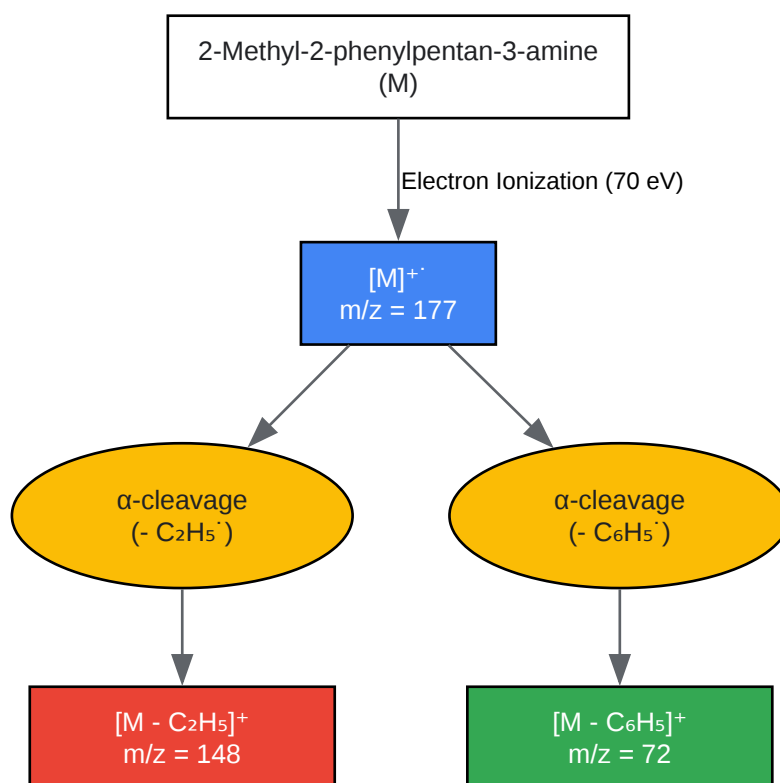 2-Methyl-2-phenylpentan-3-amine
(M)
Electron Ionization (70 eV)
[M]⁺˙
m/z = 177
α-cleavage
(- C₂H₅˙)
α-cleavage
(- C₆H₅˙)
[M - C₂H₅]⁺
m/z = 148
[M - C₆H₅]⁺
m/z = 72